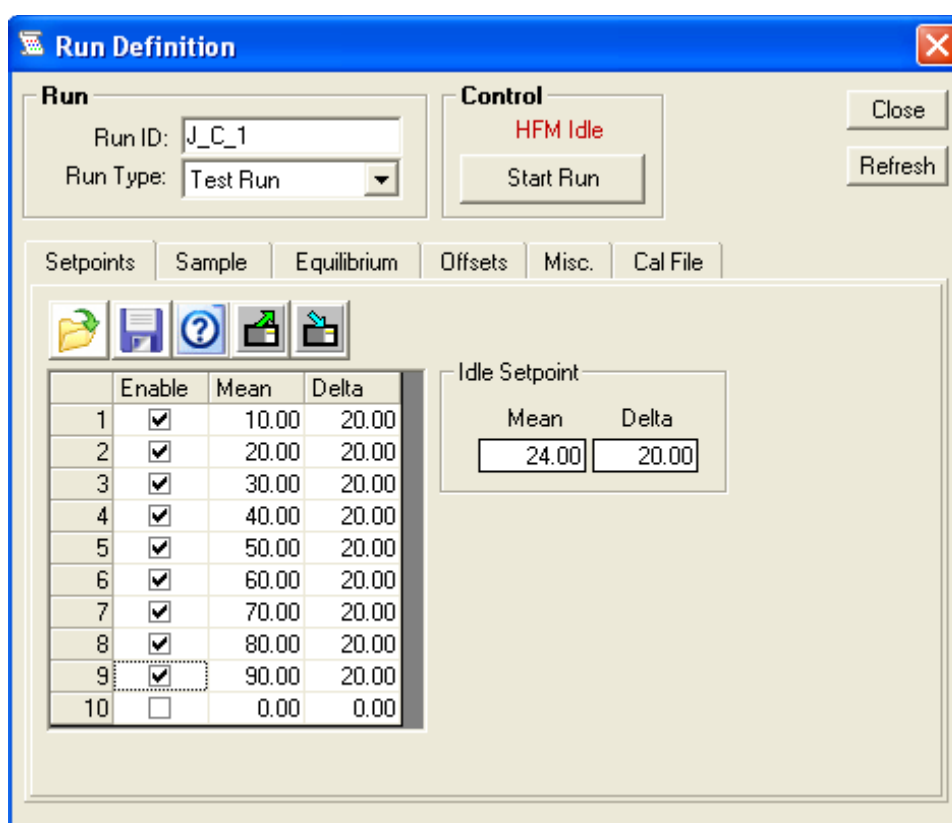 Run Definition
Run
Control
Close
Run ID: J_C_1
HFM Idle
Run Type: Test Run
Start Run
Refresh
Setpoints Sample Equilibrium Offsets Misc. Cal File
Enable Mean Delta
1 10.00 20.00
2 20.00 20.00
3 30.00 20.00
4 40.00 20.00
5 50.00 20.00
6 60.00 20.00
7 70.00 20.00
8 80.00 20.00
9 90.00 20.00
10 0.00 0.00
Idle Setpoint
Mean Delta
24.00 20.00